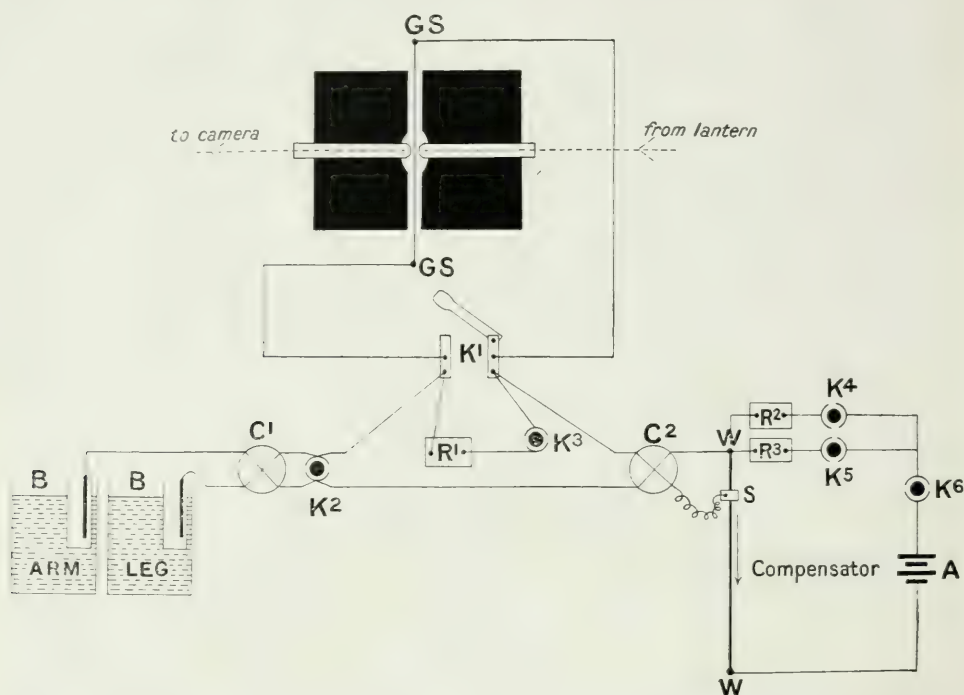 GS
to camera
from lantern
GS
K¹
K⁴
R²
C¹
C²
W
R³
K³
R¹
K⁵
B
B
K²
S
K⁶
ARM
LEG
Compensator
A
W